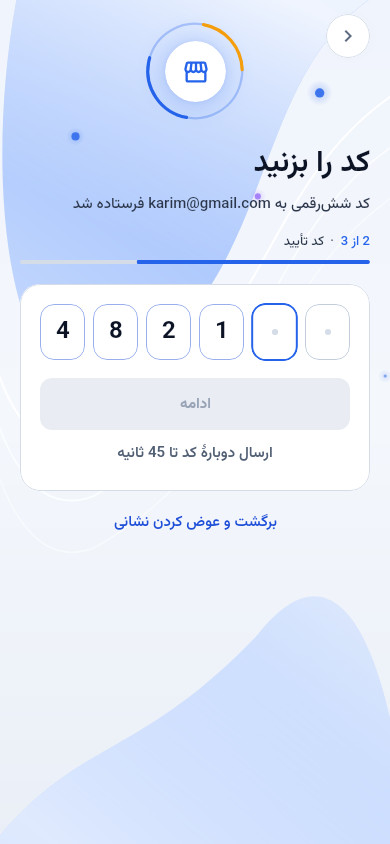 کد را بزنید
کد شش‌رقمی به karim@gmail.com فرستاده شد
2 از 3 · کد تأیید
4 8 2 1
ادامه
ارسال دوبارهٔ کد تا 45 ثانیه
برگشت و عوض کردن نشانی